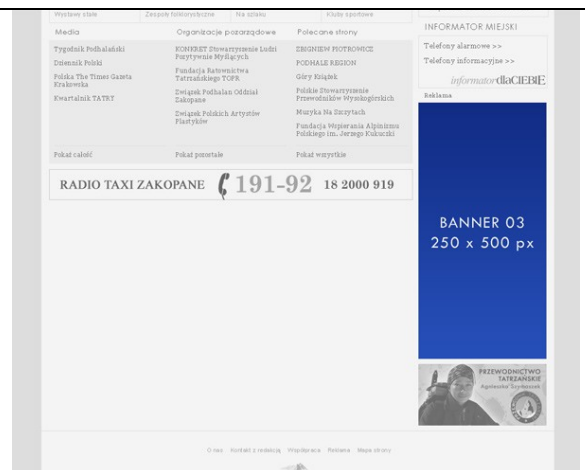 Wystawy stałe
Zespoły folklorystyczne
Na szlaku
Kluby sportowe
Media
Organizacje pozarządowe
Polecane strony
Tygodnik Podhalański
Dziennik Polski
Polska The Times Gazeta
Krakowska
Kwartalnik TATRY
KONKRET Stowarzyszenie Ludzi
Pozytywnie Myślących
Fundacja Ratownictwa
Tatrzańskiego TOPR
Związek Podhalan Oddział
Zakopane
Związek Polskich Artystów
Plastyków
ZBIGNIEW PIOTROWICZ
PODHALE REGION
Góry Książek
Polskie Stowarzyszenie
Przewodników Wysokogórskich
Muzyka Na Szczytach
Fundacja Wspierania Alpinizmu
Polskiego im. Jerzego Kukuczki
Pokaż całość
Pokaż pozostałe
Pokaż wszystkie
RADIO TAXI ZAKOPANE 191-92 18 2000 919
INFORMATOR MIEJSKI
Telefony alarmowe >>
Telefony informacyjne >>
informatordlaCIEBIE
Reklama
BANNER 03
250 x 500 px
PRZEWODNICTWO
TATRZAŃSKIE
Agnieszka Szymaszek
O nas Kontakt z redakcją Współpraca Reklama Mapa strony